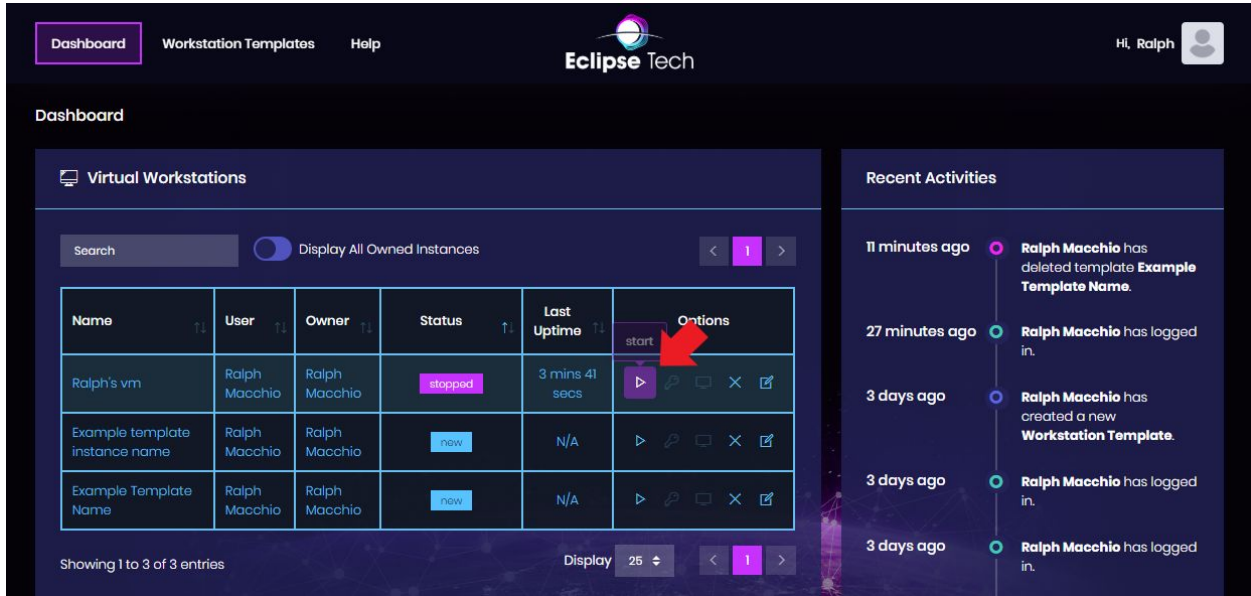 Dashboard
Workstation Templates
Help
Eclipse Tech
Hi, Ralph
Dashboard
Virtual Workstations
Search
Display All Owned Instances
< 1 >
Name
User
Owner
Status
Last
Uptime
Options
start
Ralph's vm
Ralph
Macchio
Ralph
Macchio
stopped
3 mins 41
secs
Example template
instance name
Ralph
Macchio
Ralph
Macchio
new
N/A
Example Template
Name
Ralph
Macchio
Ralph
Macchio
new
N/A
Showing 1 to 3 of 3 entries
Display 25
< 1 >
Recent Activities
11 minutes ago
Ralph Macchio has
deleted template Example
Template Name.
27 minutes ago
Ralph Macchio has logged
in.
3 days ago
Ralph Macchio has
created a new
Workstation Template.
3 days ago
Ralph Macchio has logged
in.
3 days ago
Ralph Macchio has logged
in.